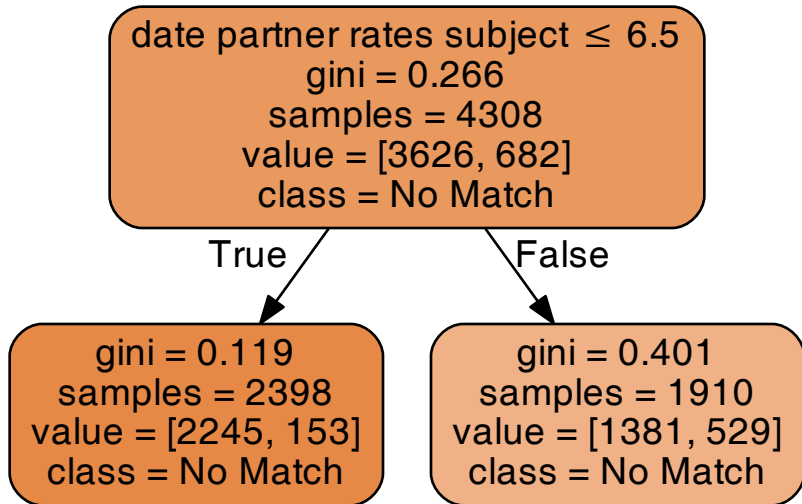 date partner rates subject ≤ 6.5
gini = 0.266
samples = 4308
value = [3626, 682]
class = No Match
True
False
gini = 0.119
samples = 2398
value = [2245, 153]
class = No Match
gini = 0.401
samples = 1910
value = [1381, 529]
class = No Match